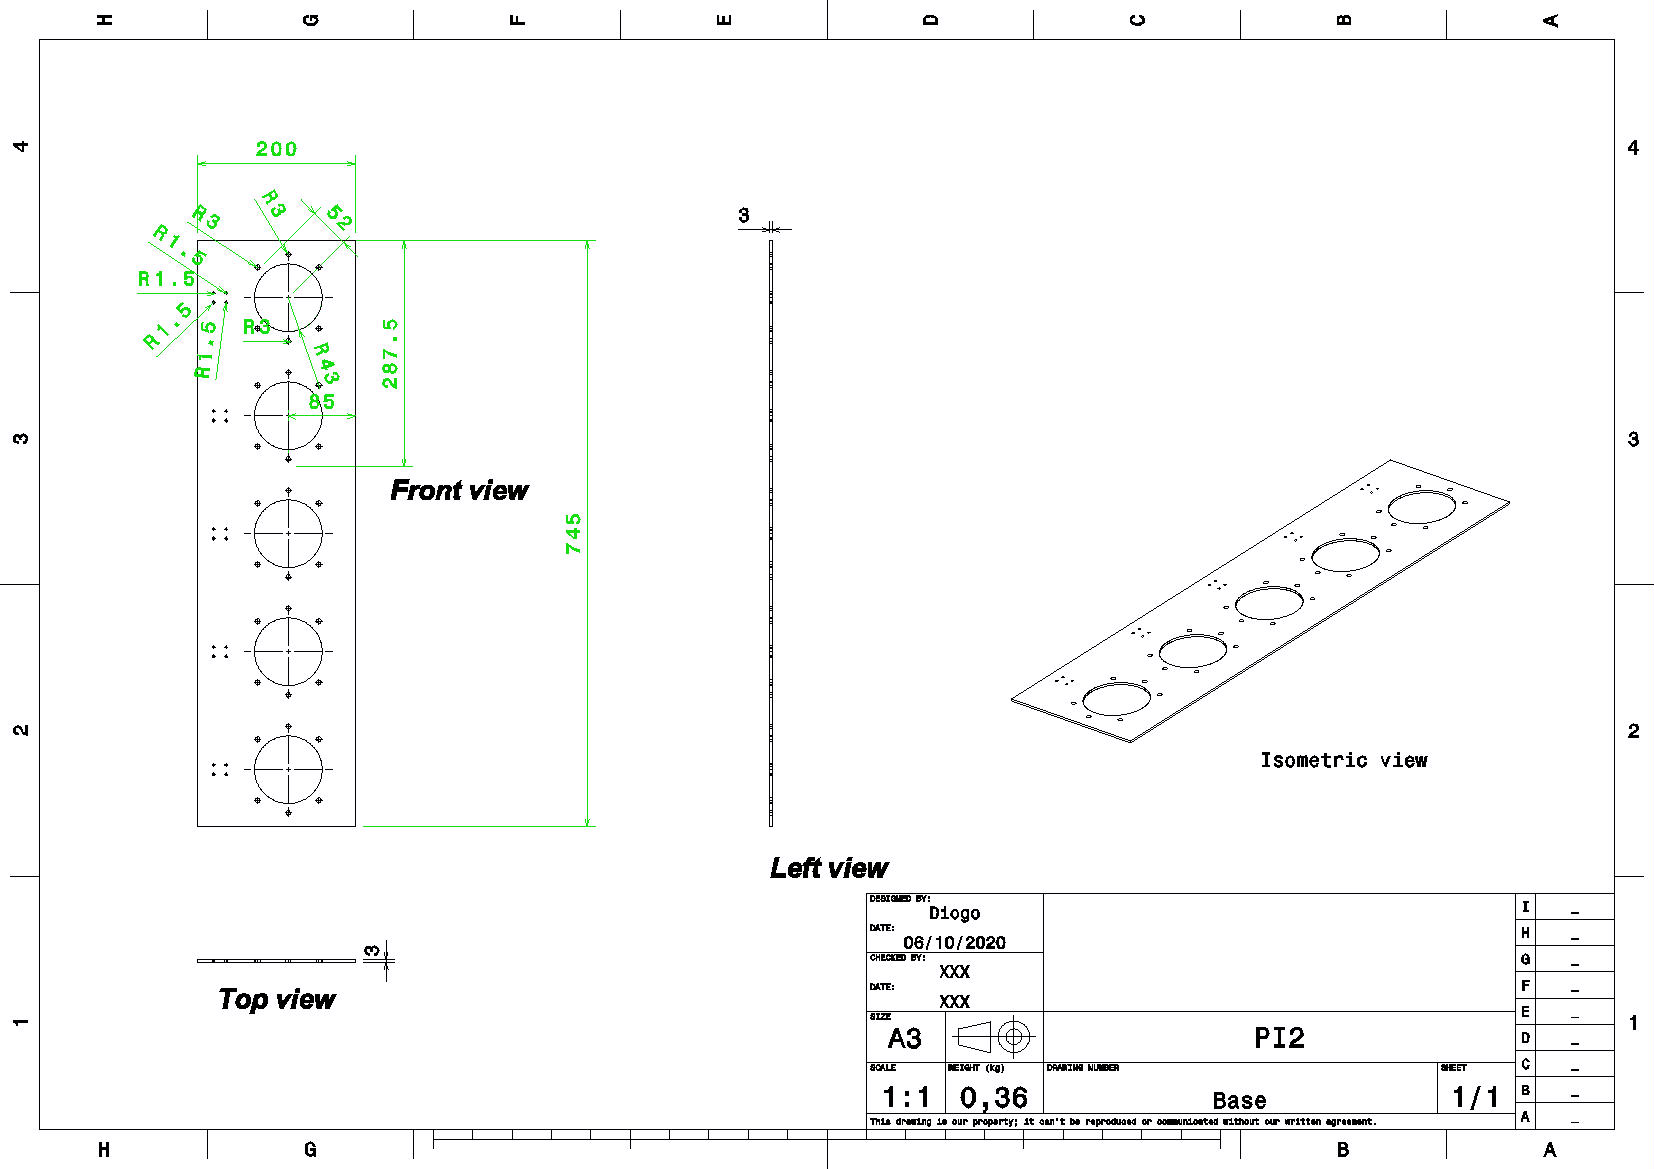 H G F E D C B A
4 4
200
R3
52
R3
R1.5
R1.5
R1.5
R1.5
R3
R43
287.5
85
745
3
Front view
3 3
2 2
Isometric view
Left view
3
Top view
1 1
DESIGNED BY:
Diogo
DATE:
06/10/2020
CHECKED BY:
XXX
DATE:
XXX
SIZE
A3
PI2
SCALE
1:1
WEIGHT (kg)
0,36
DRAWING NUMBER
Base
SHEET
1/1
This drawing is our property; it can't be reproduced or communicated without our written agreement.
I _
H _
G _
F _
E _
D _
C _
B _
A _
H G B A